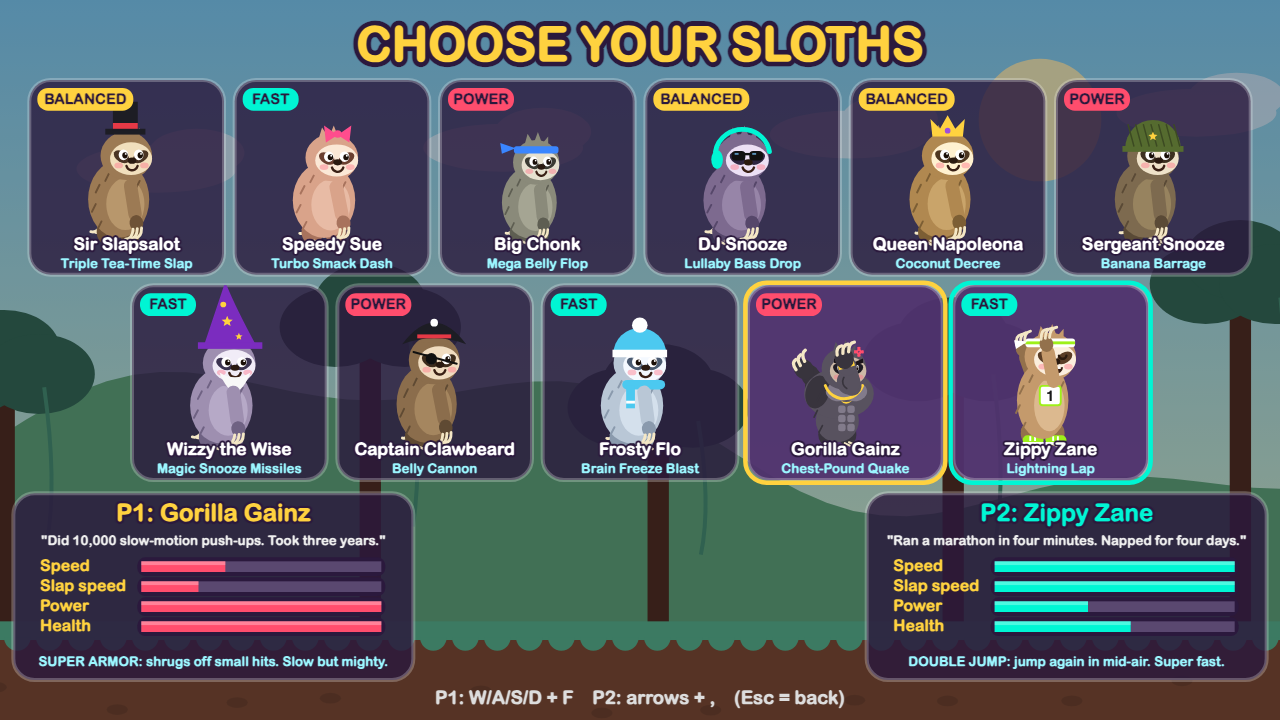 CHOOSE YOUR SLOTHS
BALANCED
Sir Slapsalot
Triple Tea-Time Slap
FAST
Speedy Sue
Turbo Smack Dash
POWER
Big Chonk
Mega Belly Flop
BALANCED
DJ Snooze
Lullaby Bass Drop
BALANCED
Queen Napoleona
Coconut Decree
POWER
Sergeant Snooze
Banana Barrage
FAST
Wizzy the Wise
Magic Snooze Missiles
POWER
Captain Clawbeard
Belly Cannon
FAST
Frosty Flo
Brain Freeze Blast
POWER
Gorilla Gainz
Chest-Pound Quake
FAST
1
Zippy Zane
Lightning Lap
P1: Gorilla Gainz
"Did 10,000 slow-motion push-ups. Took three years."
Speed
Slap speed
Power
Health
SUPER ARMOR: shrugs off small hits. Slow but mighty.
P2: Zippy Zane
"Ran a marathon in four minutes. Napped for four days."
Speed
Slap speed
Power
Health
DOUBLE JUMP: jump again in mid-air. Super fast.
P1: W/A/S/D + F    P2: arrows + ,    (Esc = back)